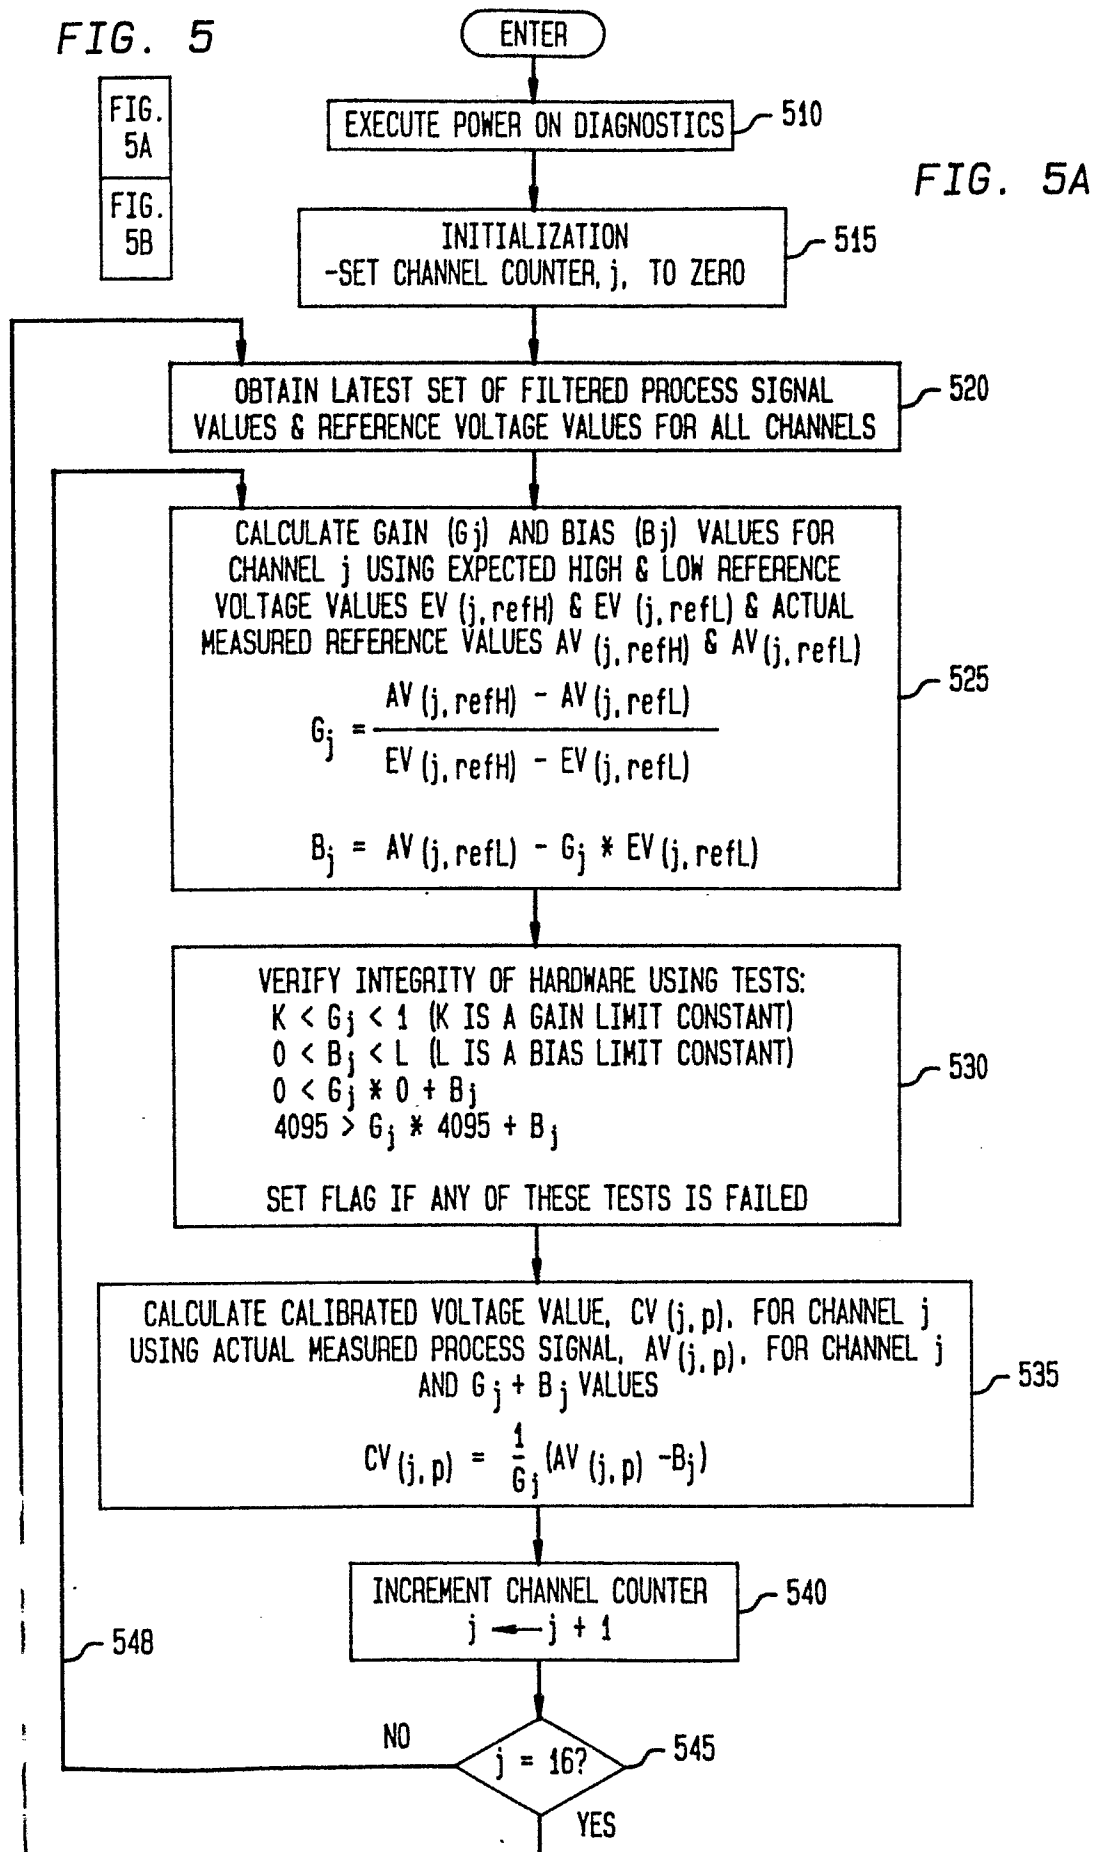 FIG. 5
FIG.
5A
FIG.
5B
ENTER
EXECUTE POWER ON DIAGNOSTICS
510
FIG. 5A
INITIALIZATION
-SET CHANNEL COUNTER, j, TO ZERO
515
OBTAIN LATEST SET OF FILTERED PROCESS SIGNAL
VALUES & REFERENCE VOLTAGE VALUES FOR ALL CHANNELS
520
CALCULATE GAIN (Gj) AND BIAS (Bj) VALUES FOR
CHANNEL j USING EXPECTED HIGH & LOW REFERENCE
VOLTAGE VALUES EV (j, refH) & EV (j, refL) & ACTUAL
MEASURED REFERENCE VALUES AV (j, refH) & AV (j, refL)
525
AV (j, refH) - AV (j, refL)
Gj =
EV (j, refH) - EV (j, refL)
Bj = AV (j, refL) - Gj * EV (j, refL)
VERIFY INTEGRITY OF HARDWARE USING TESTS:
K < Gj < 1 (K IS A GAIN LIMIT CONSTANT)
0 < Bj < L (L IS A BIAS LIMIT CONSTANT)
0 < Gj * 0 + Bj
4095 > Gj * 4095 + Bj
SET FLAG IF ANY OF THESE TESTS IS FAILED
530
CALCULATE CALIBRATED VOLTAGE VALUE, CV (j, p), FOR CHANNEL j
USING ACTUAL MEASURED PROCESS SIGNAL, AV (j, p), FOR CHANNEL j
AND Gj + Bj VALUES
CV (j, p) = 1/Gj (AV (j, p) -Bj)
535
INCREMENT CHANNEL COUNTER
j ← j + 1
540
548
NO
j = 16?
545
YES